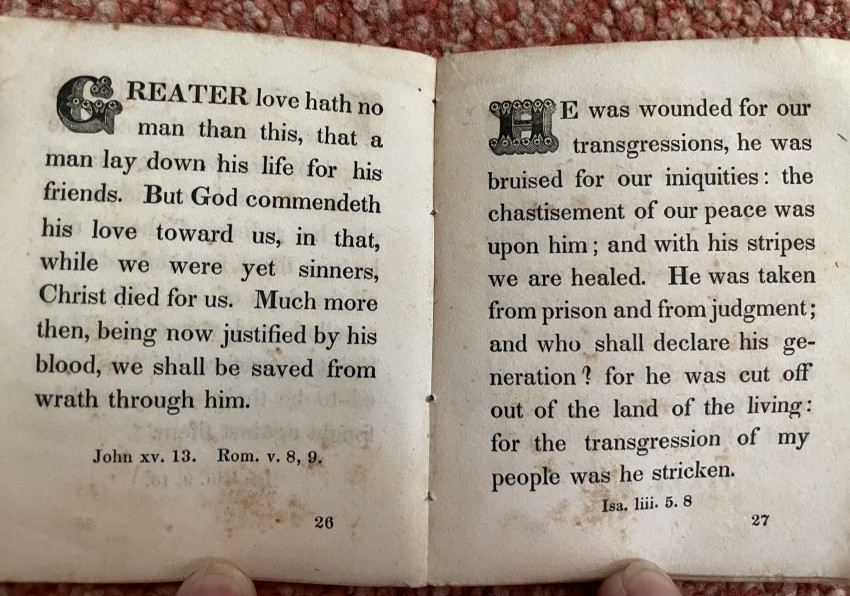 GREATER love hath no
man than this, that a
man lay down his life for his
friends. But God commendeth
his love toward us, in that,
while we were yet sinners,
Christ died for us. Much more
then, being now justified by his
blood, we shall be saved from
wrath through him.
John xv. 13. Rom. v. 8, 9.
26
HE was wounded for our
transgressions, he was
bruised for our iniquities: the
chastisement of our peace was
upon him; and with his stripes
we are healed. He was taken
from prison and from judgment;
and who shall declare his ge-
neration? for he was cut off
out of the land of the living:
for the transgression of my
people was he stricken.
Isa. liii. 5. 8
27